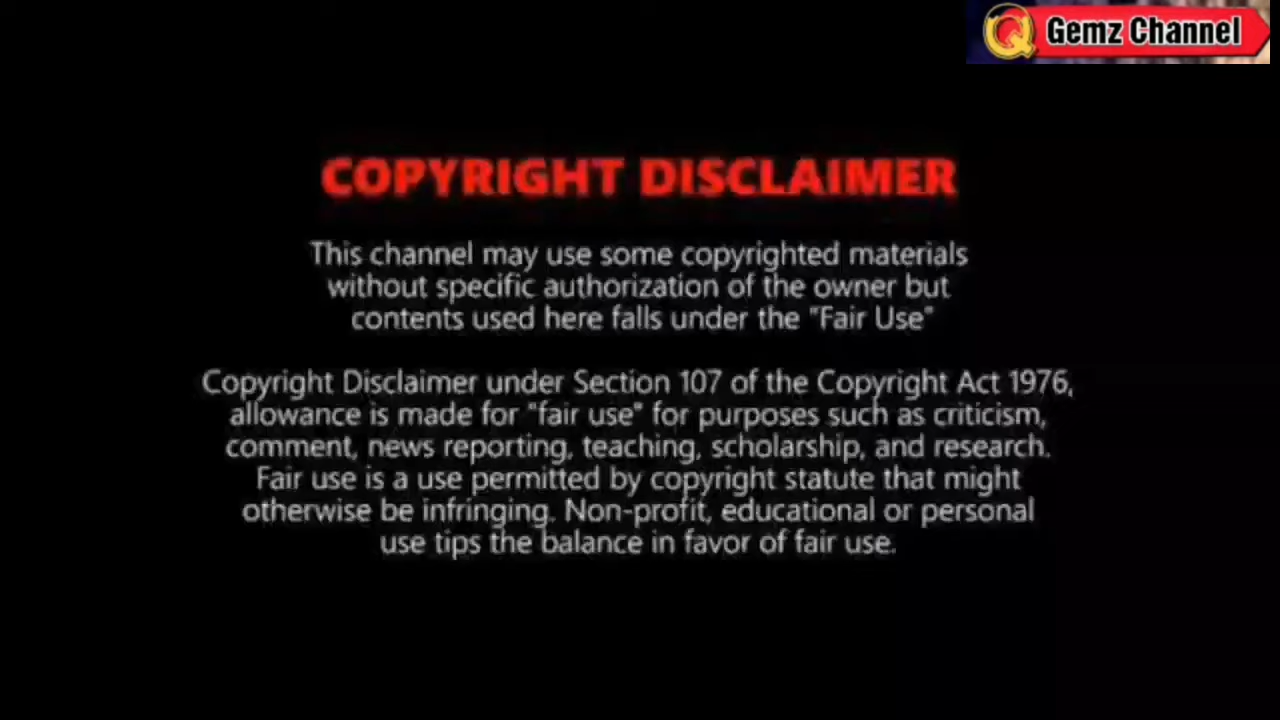 Gemz Channel
COPYRIGHT DISCLAIMER
This channel may use some copyrighted materials
without specific authorization of the owner but
contents used here falls under the "Fair Use"
Copyright Disclaimer under Section 107 of the Copyright Act 1976,
allowance is made for "fair use" for purposes such as criticism,
comment, news reporting, teaching, scholarship, and research.
Fair use is a use permitted by copyright statute that might
otherwise be infringing. Non-profit, educational or personal
use tips the balance in favor of fair use.